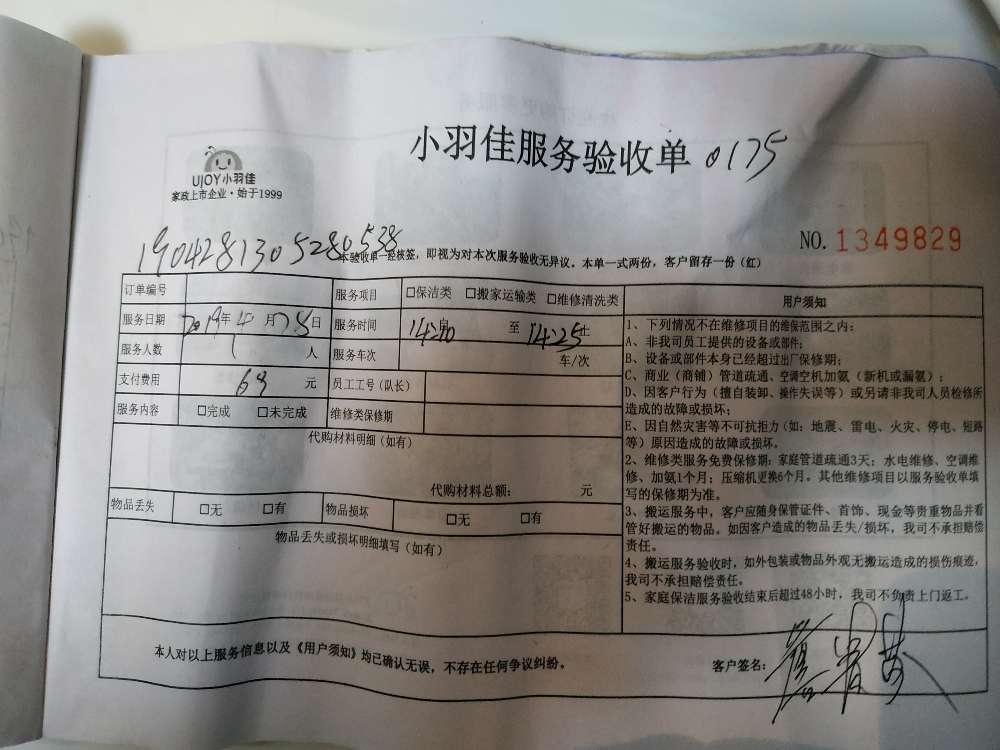 小羽佳服务验收单 0175
UJOY小羽佳
家政上市企业·始于1999
NO. 1349829
1904281305280538
本验收单一经核签,即视为对本次服务验收无异议。本单一式两份,客户留存一份(红)
订单编号 服务项目 □保洁类 □搬家运输类 □维修清洗类
服务日期 2019年4月28日 服务时间 至 14:25止
服务人数 1人 服务车次 车/次
支付费用 69 元 员工工号(队长)
服务内容 □完成 □未完成 维修类保修期
代购材料明细(如有)
代购材料总额: 元
物品丢失 □无 □有 物品损坏 □无 □有
物品丢失或损坏明细填写(如有)
用户须知
1、下列情况不在维修项目的维保范围之内:
A、非我司员工提供的设备或部件;
B、设备或部件本身已经超过出厂保修期;
C、商业(商铺)管道疏通、空调空机加氨(新机或漏氨);
D、因客户行为(擅自装卸、操作失误等)或另请非我司人员检修所
造成的故障或损坏;
E、因自然灾害等不可抗拒力(如:地震、雷电、火灾、停电、短路
等)原因造成的故障或损坏。
2、维修类服务免费保修期:家庭管道疏通3天;水电维修、空调维
修、加氨1个月;压缩机更换6个月。其他维修项目以服务验收单填
写的保修期为准。
3、搬运服务中,客户应随身保管证件、首饰、现金等贵重物品并看
管好搬运的物品。如因客户造成的物品丢失/损坏,我司不承担赔偿
责任。
4、搬运服务验收时,如外包装或物品外观无搬运造成的损伤痕迹,
我司不承担赔偿责任。
5、家庭保洁服务验收结束后超过48小时,我司不负责上门返工。
本人对以上服务信息以及《用户须知》均已确认无误,不存在任何争议纠纷。
客户签名: